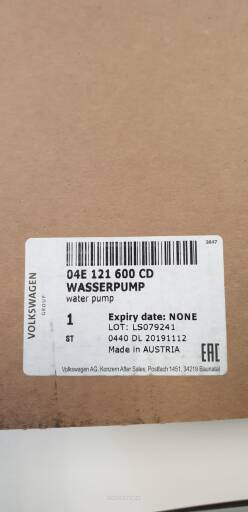 3647
04E 121 600 CD
WASSERPUMP
water pump
VOLKSWAGEN
GROUP
1
Expiry date: NONE
LOT: LS079241
ST
0440 DL 20191112
Made in AUSTRIA
EAC
Volkswagen AG, Konzern After Sales, Postfach 1451, 34219 Baunatal